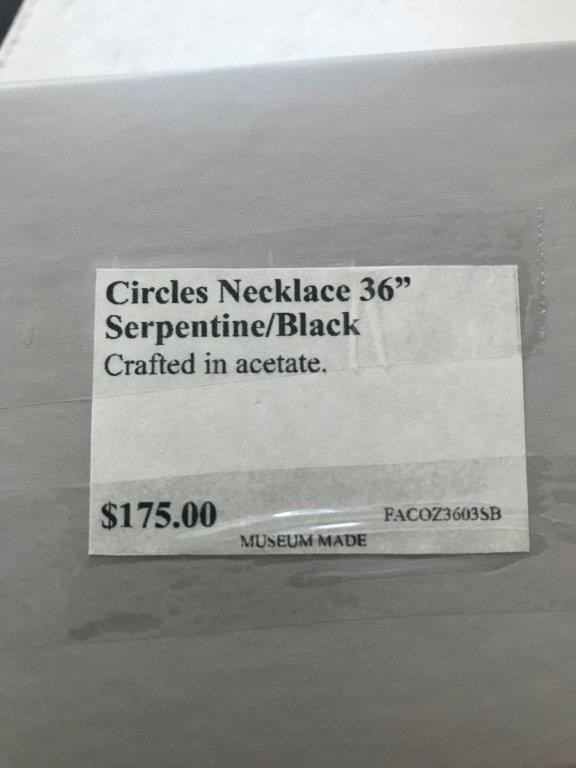 Circles Necklace 36”
Serpentine/Black
Crafted in acetate.
$175.00
FACOZ3603SB
MUSEUM MADE